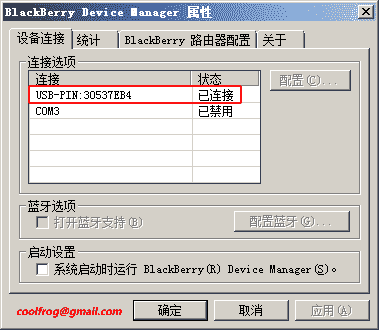 BlackBerry Device Manager 属性
设备连接 统计 BlackBerry 路由器配置 关于
连接选项
连接 状态
配置(C)...
USB-PIN:30537EB4 已连接
COM3 已禁用
蓝牙选项
打开蓝牙支持(B) 配置蓝牙(G)...
启动设置
系统启动时运行 BlackBerry(R) Device Manager(S)。
coolfrog@gmail.com 确定 取消 应用(A)